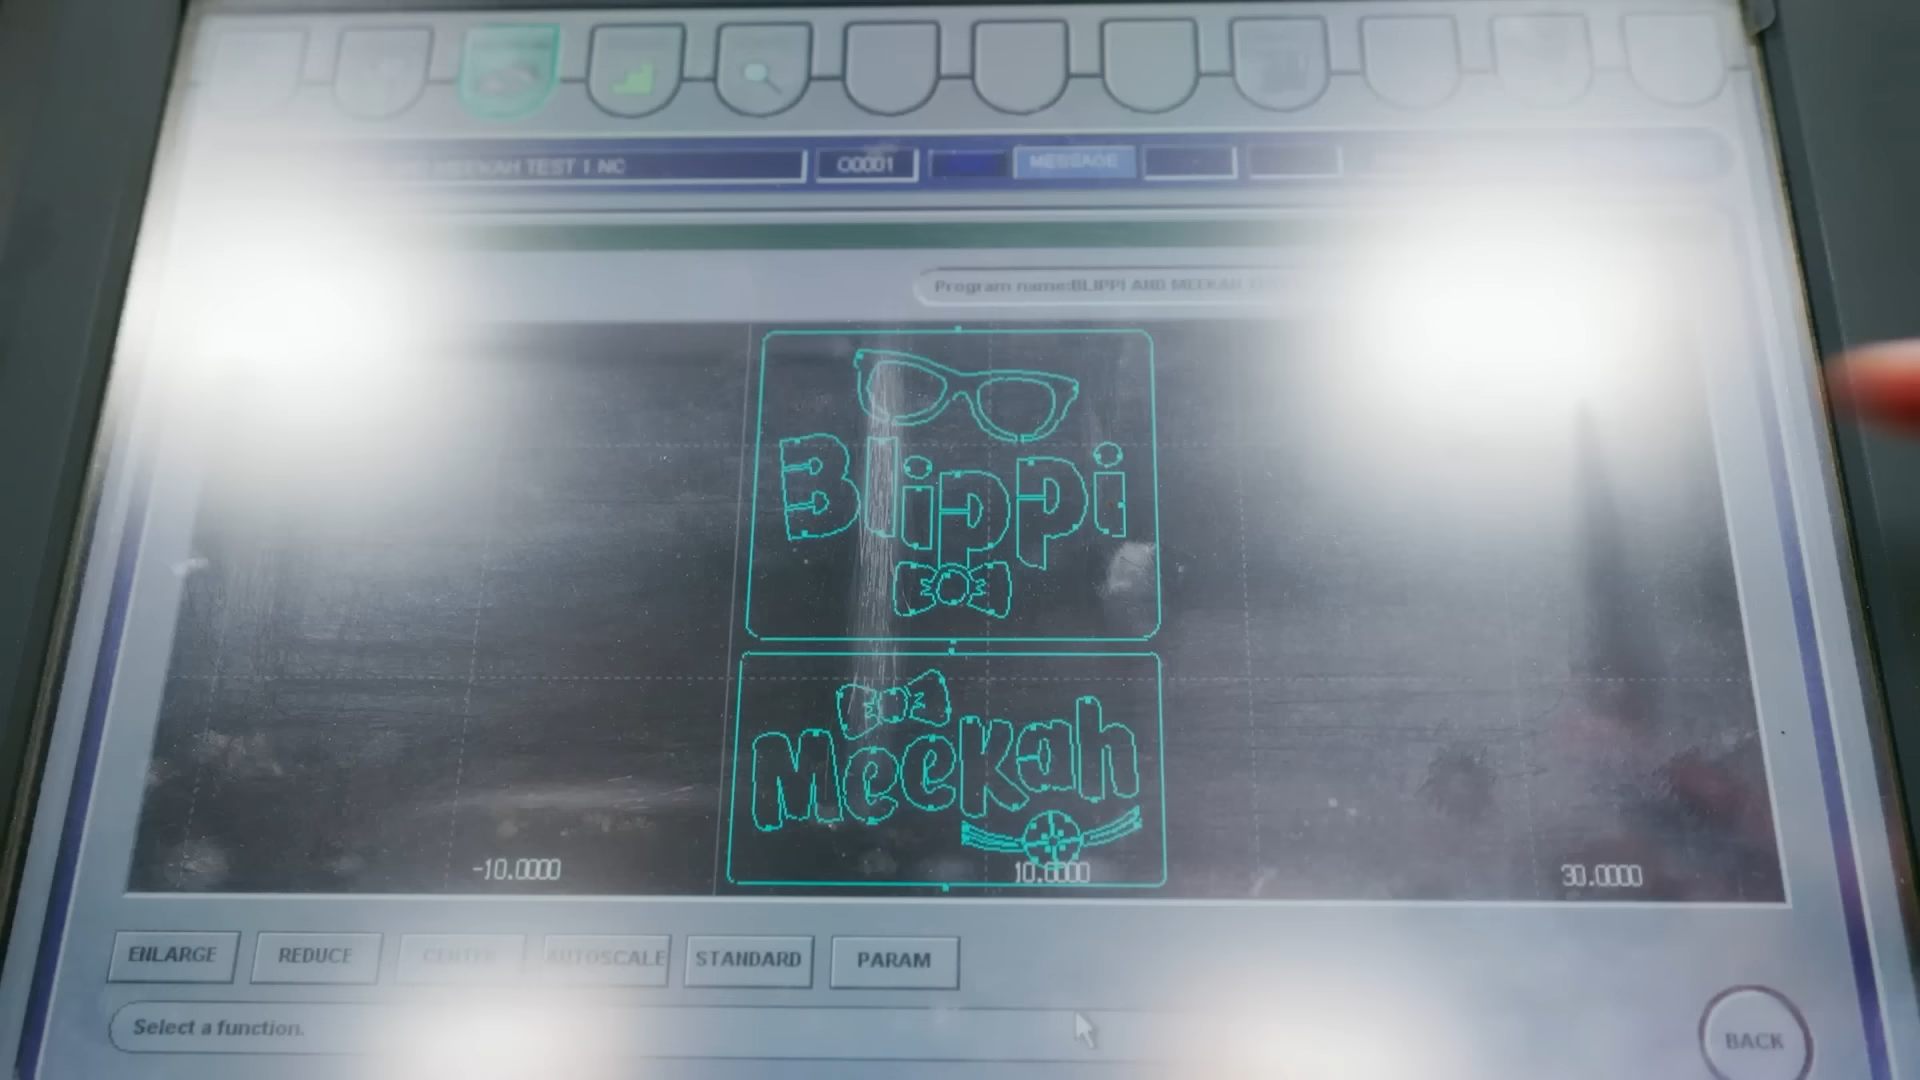 MEEKAH TEST 1.NC O0001 MESSAGE
Program name:BLIPPI AND MEEKAH
Blippi
Meekah
-10.0000 10.0000 30.0000
ENLARGE REDUCE CENTER AUTOSCALE STANDARD PARAM
Select a function.
BACK